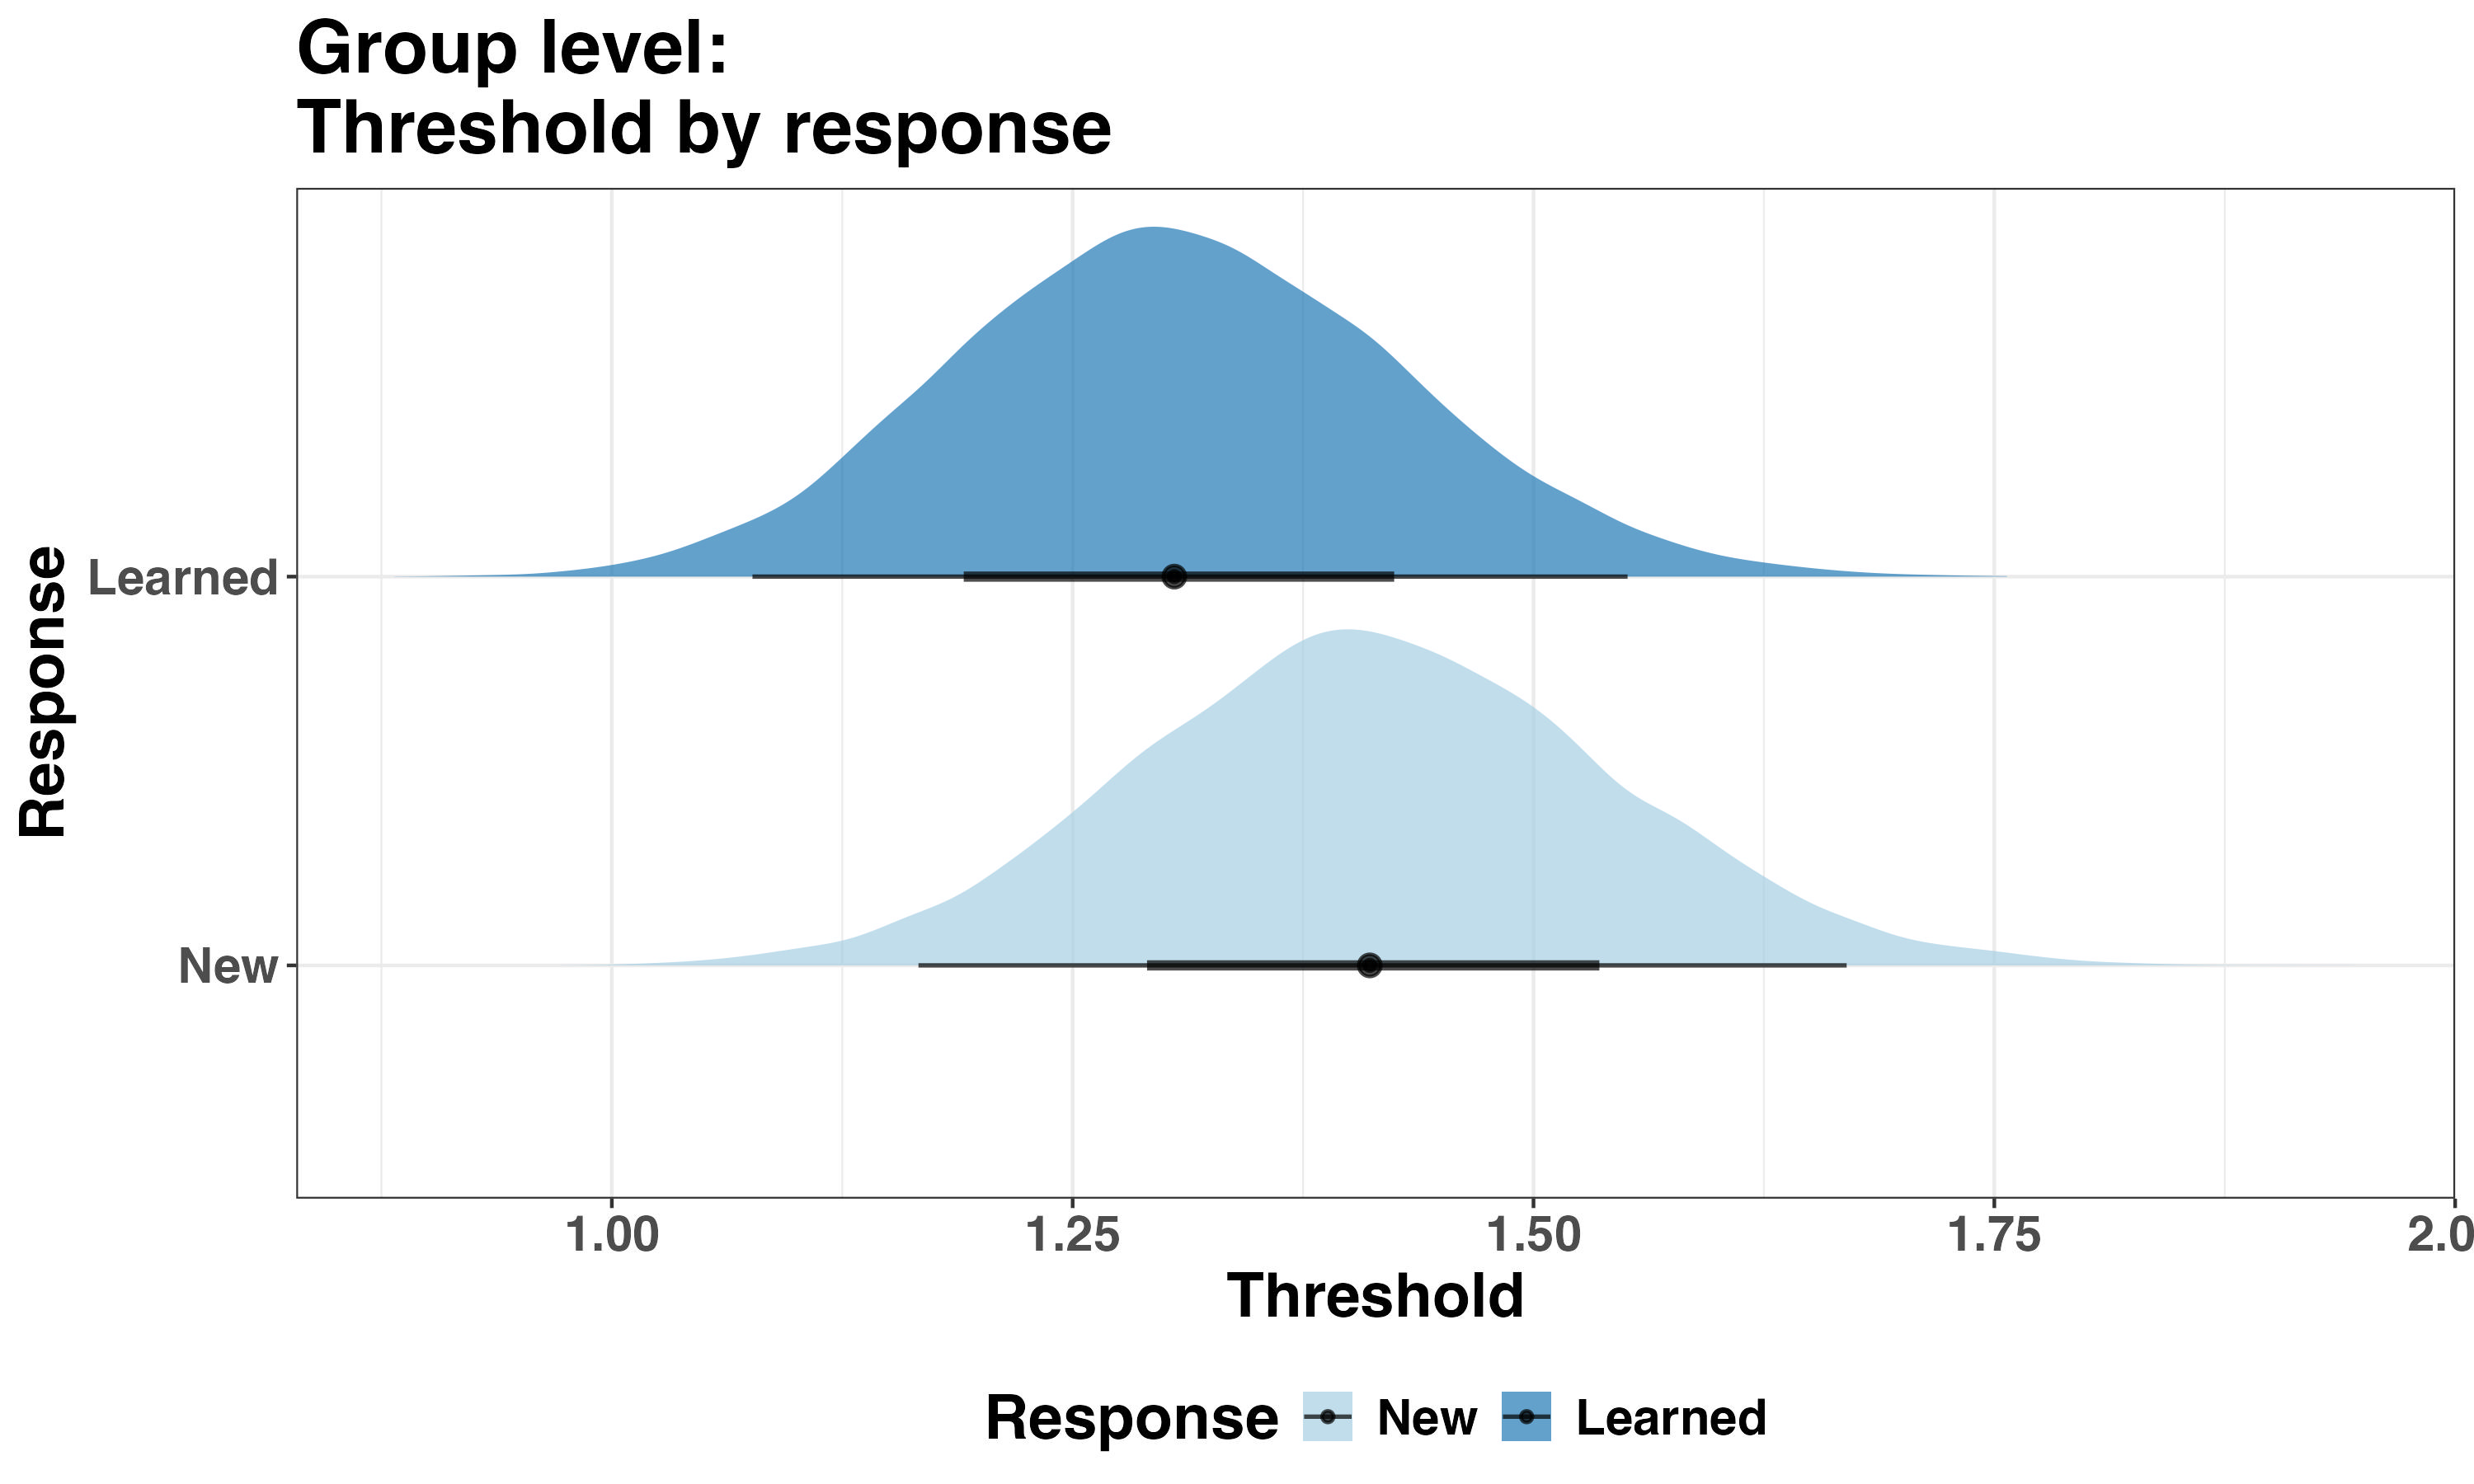 Group level:
Threshold by response
Response
Learned
New
1.00
1.25
1.50
1.75
2.0
Threshold
Response
New
Learned